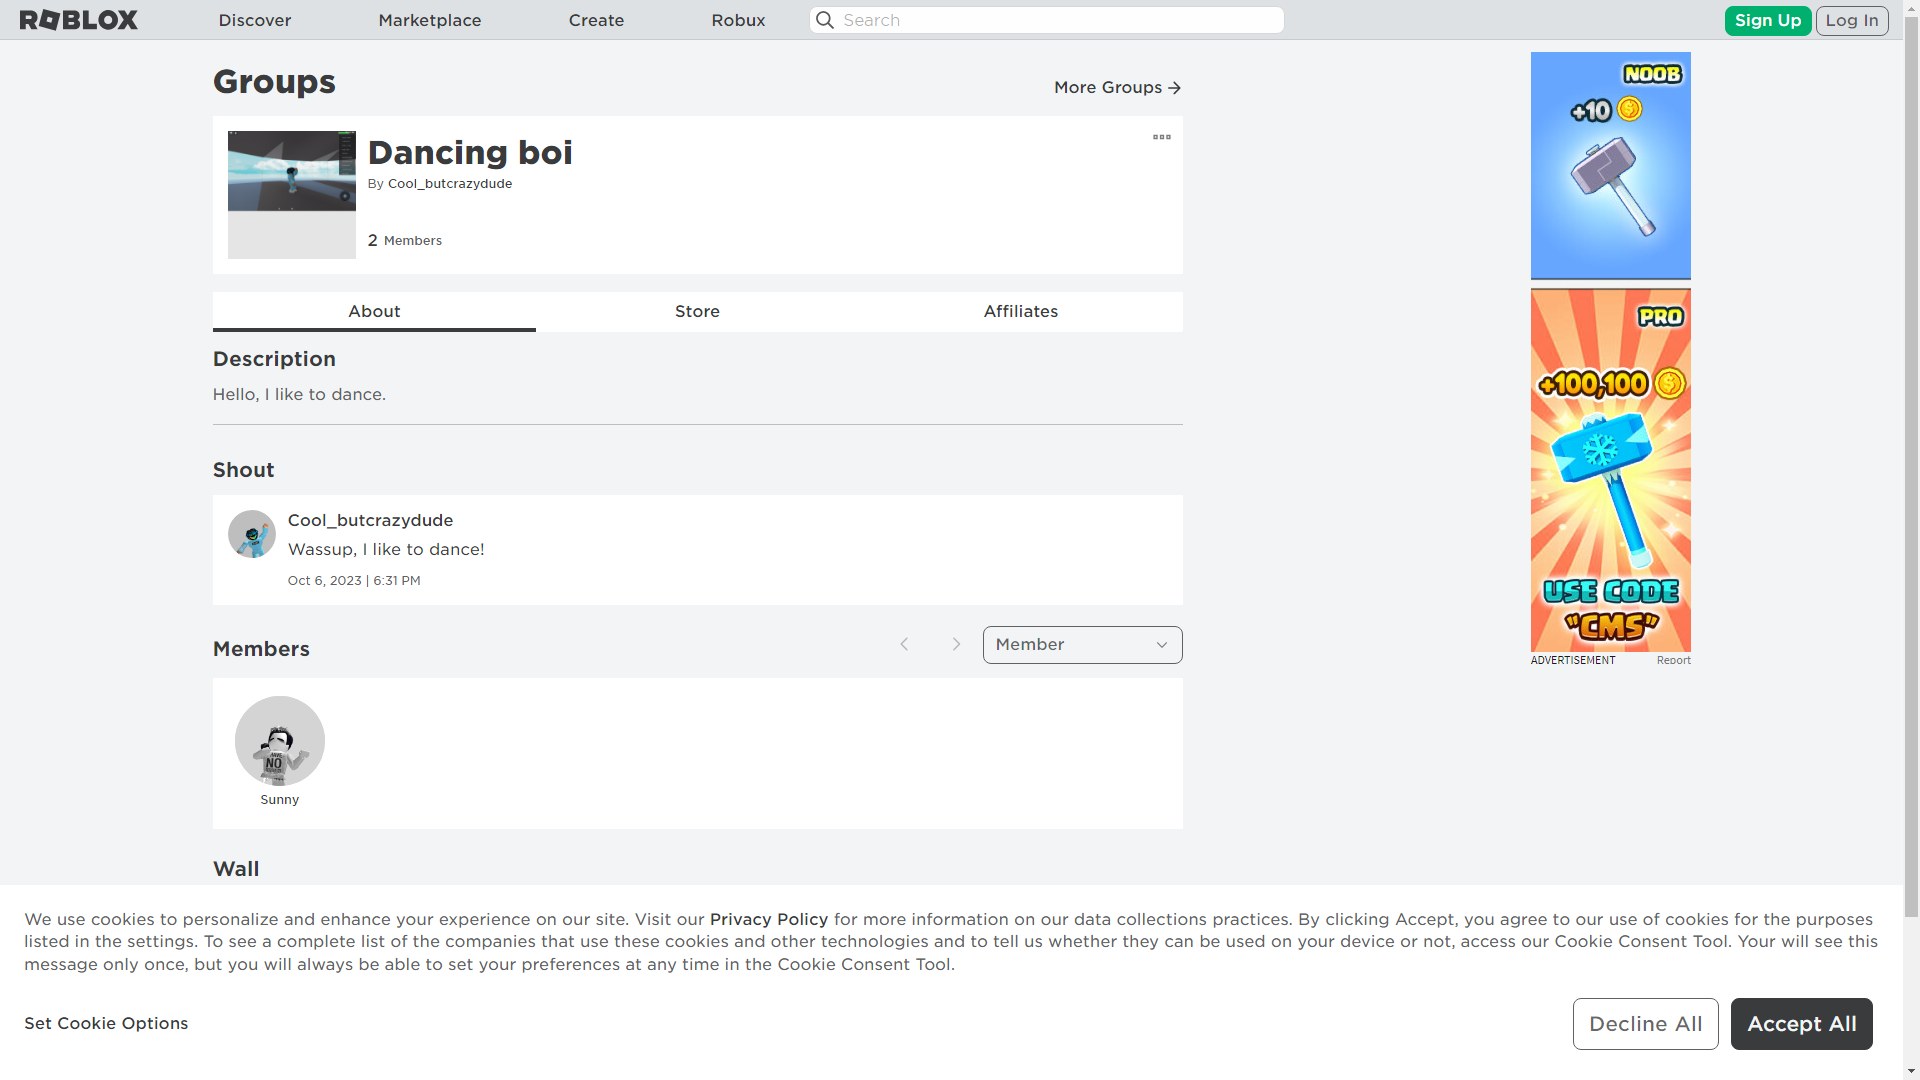 ROBLOX Discover Marketplace Create Robux Search Sign Up Log In
Groups
More Groups
Dancing boi
By Cool_butcrazydude
2 Members
About Store Affiliates
Description
Hello, I like to dance.
Shout
Cool_butcrazydude
Wassup, I like to dance!
Oct 6, 2023 | 6:31 PM
Members
Member
NO
Sunny
Wall
NOOB
+10
PRO
+100,100
USE CODE
"CMS"
ADVERTISEMENT Report
We use cookies to personalize and enhance your experience on our site. Visit our Privacy Policy for more information on our data collections practices. By clicking Accept, you agree to our use of cookies for the purposes
listed in the settings. To see a complete list of the companies that use these cookies and other technologies and to tell us whether they can be used on your device or not, access our Cookie Consent Tool. Your will see this
message only once, but you will always be able to set your preferences at any time in the Cookie Consent Tool.
Set Cookie Options
Decline All
Accept All